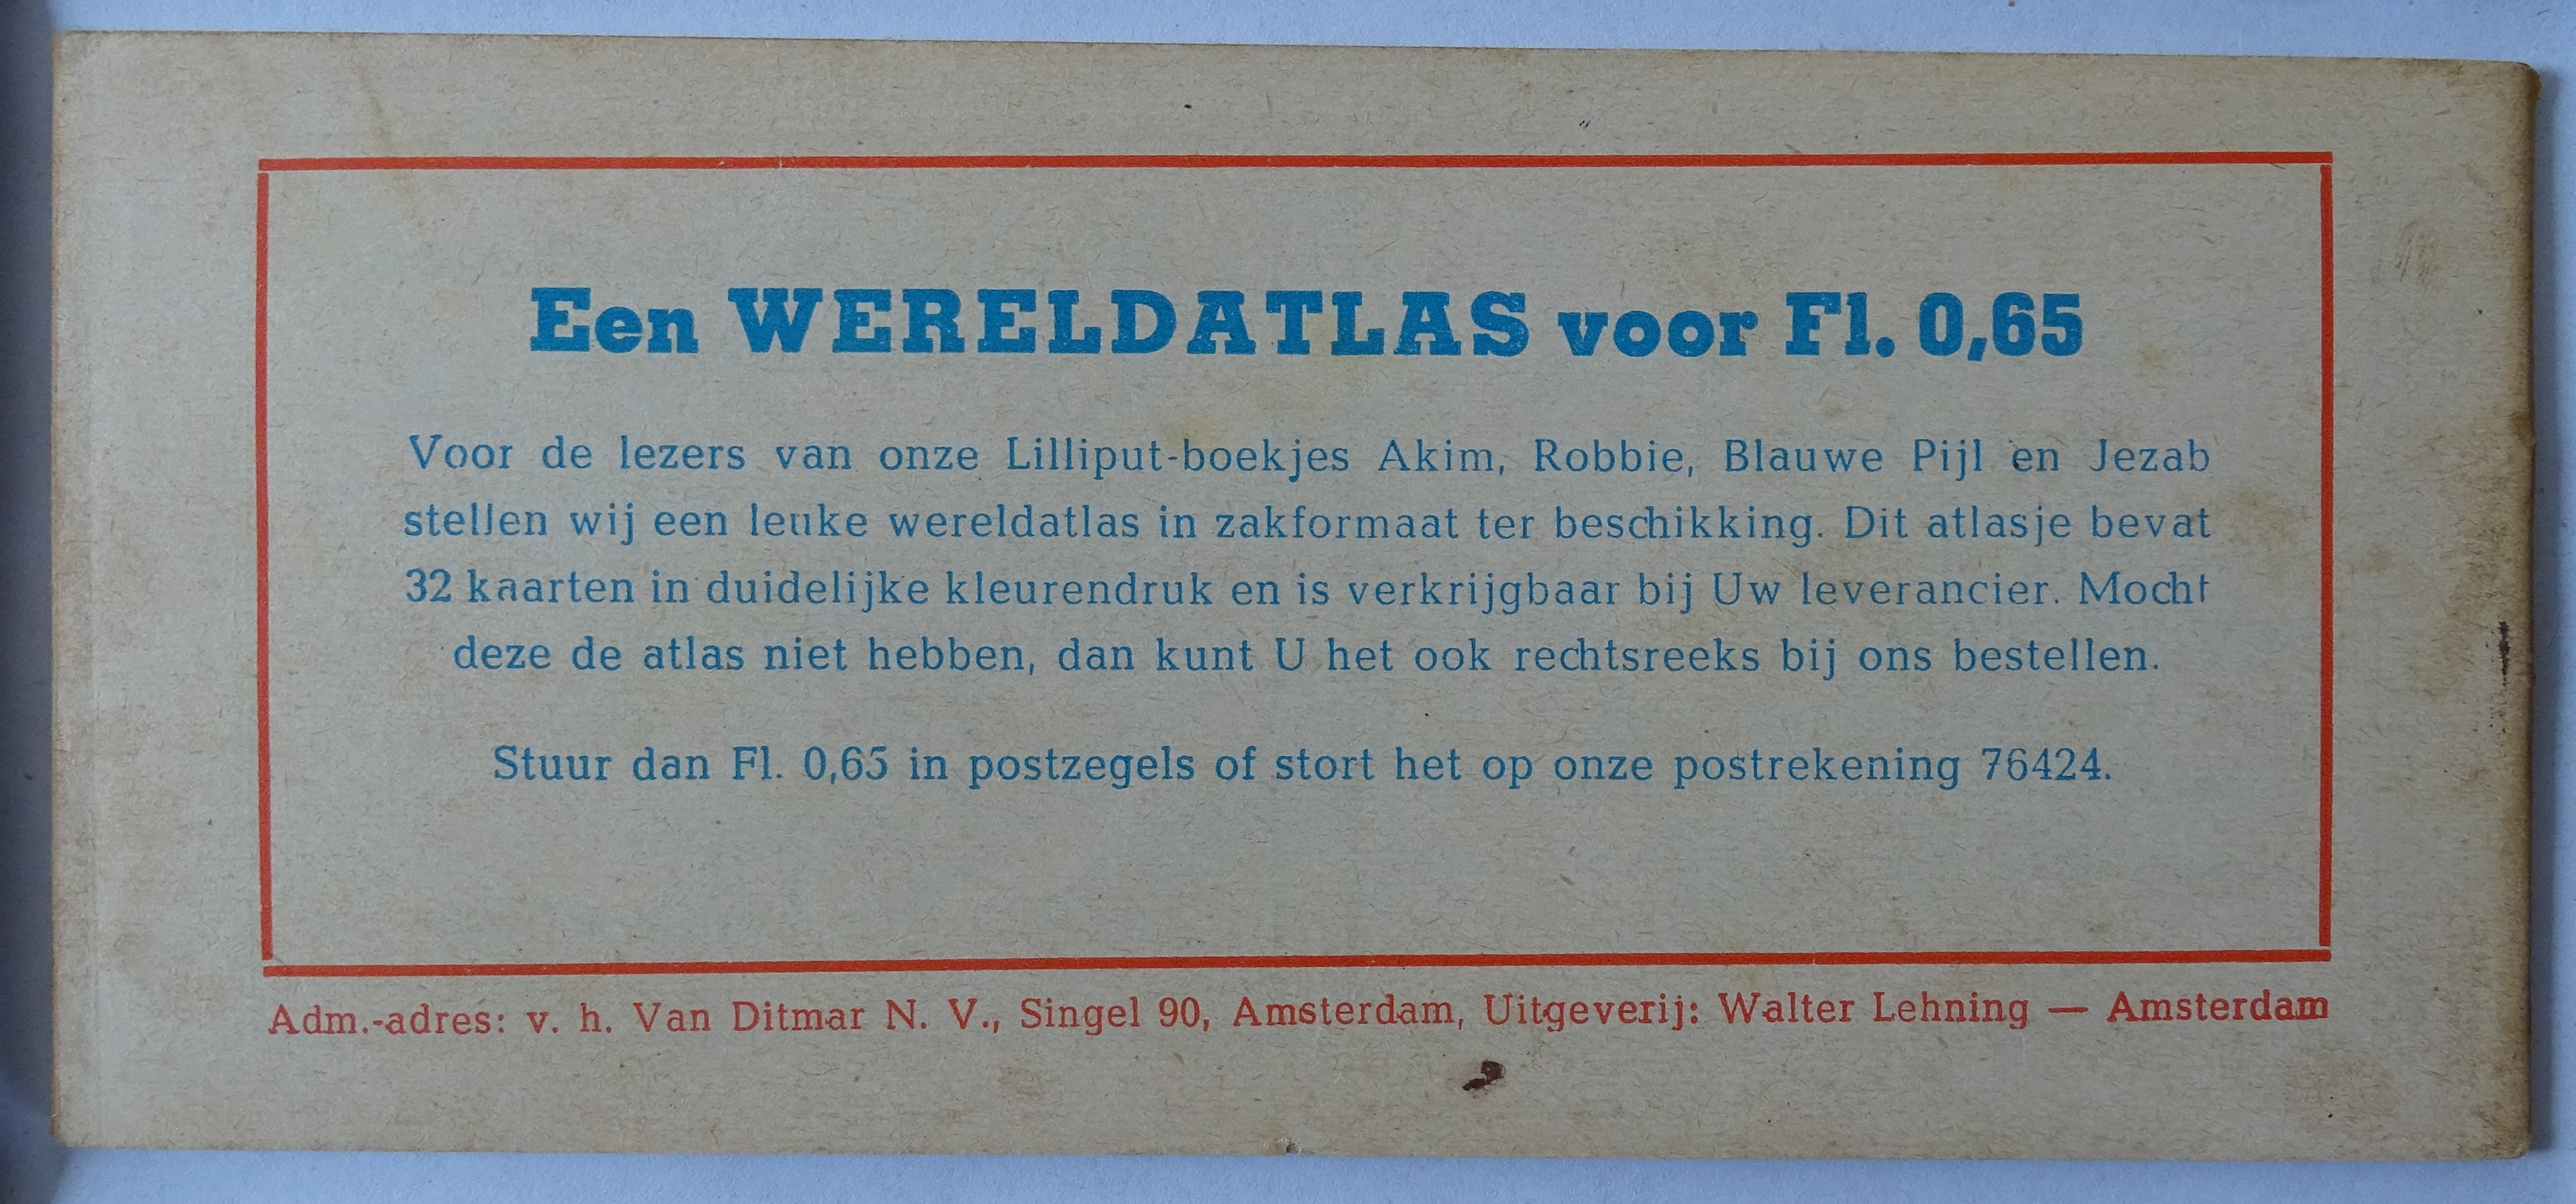 Een WERELDATLAS voor Fl. 0,65
Voor de lezers van onze Lilliput-boekjes Akim, Robbie, Blauwe Pijl en Jezab
stellen wij een leuke wereldatlas in zakformaat ter beschikking. Dit atlasje bevat
32 kaarten in duidelijke kleurendruk en is verkrijgbaar bij Uw leverancier. Mocht
deze de atlas niet hebben, dan kunt U het ook rechtsreeks bij ons bestellen.
Stuur dan Fl. 0,65 in postzegels of stort het op onze postrekening 76424.
Adm.-adres: v. h. Van Ditmar N. V., Singel 90, Amsterdam, Uitgeverij: Walter Lehning — Amsterdam